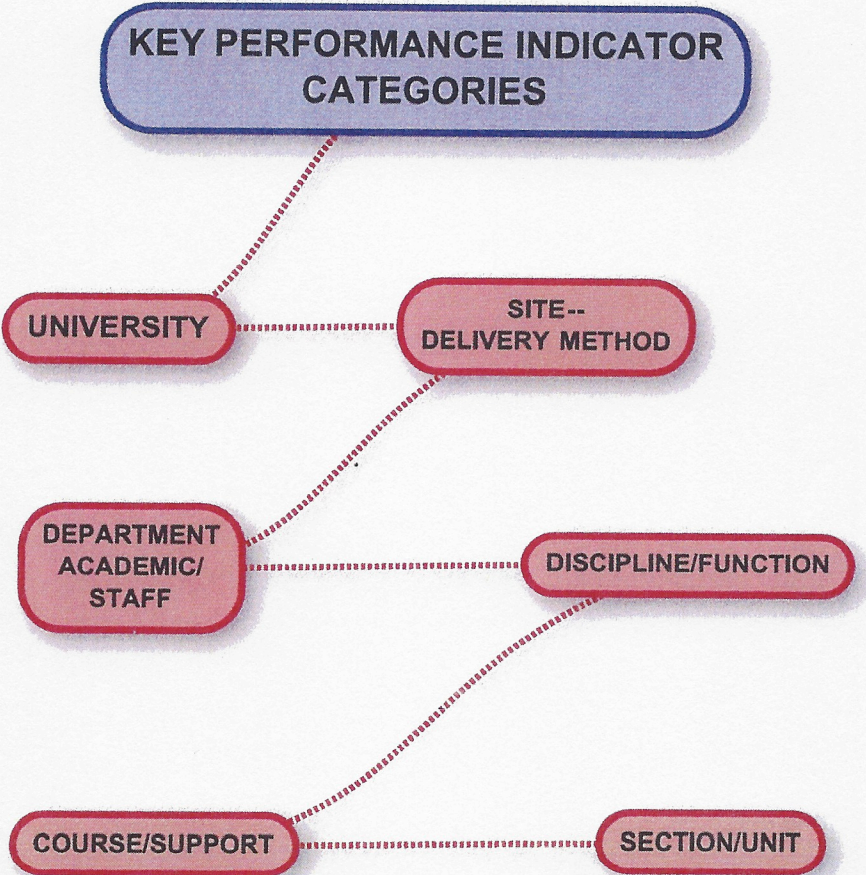 KEY PERFORMANCE INDICATOR
CATEGORIES
UNIVERSITY
SITE--
DELIVERY METHOD
DEPARTMENT
ACADEMIC/
STAFF
DISCIPLINE/FUNCTION
COURSE/SUPPORT
SECTION/UNIT